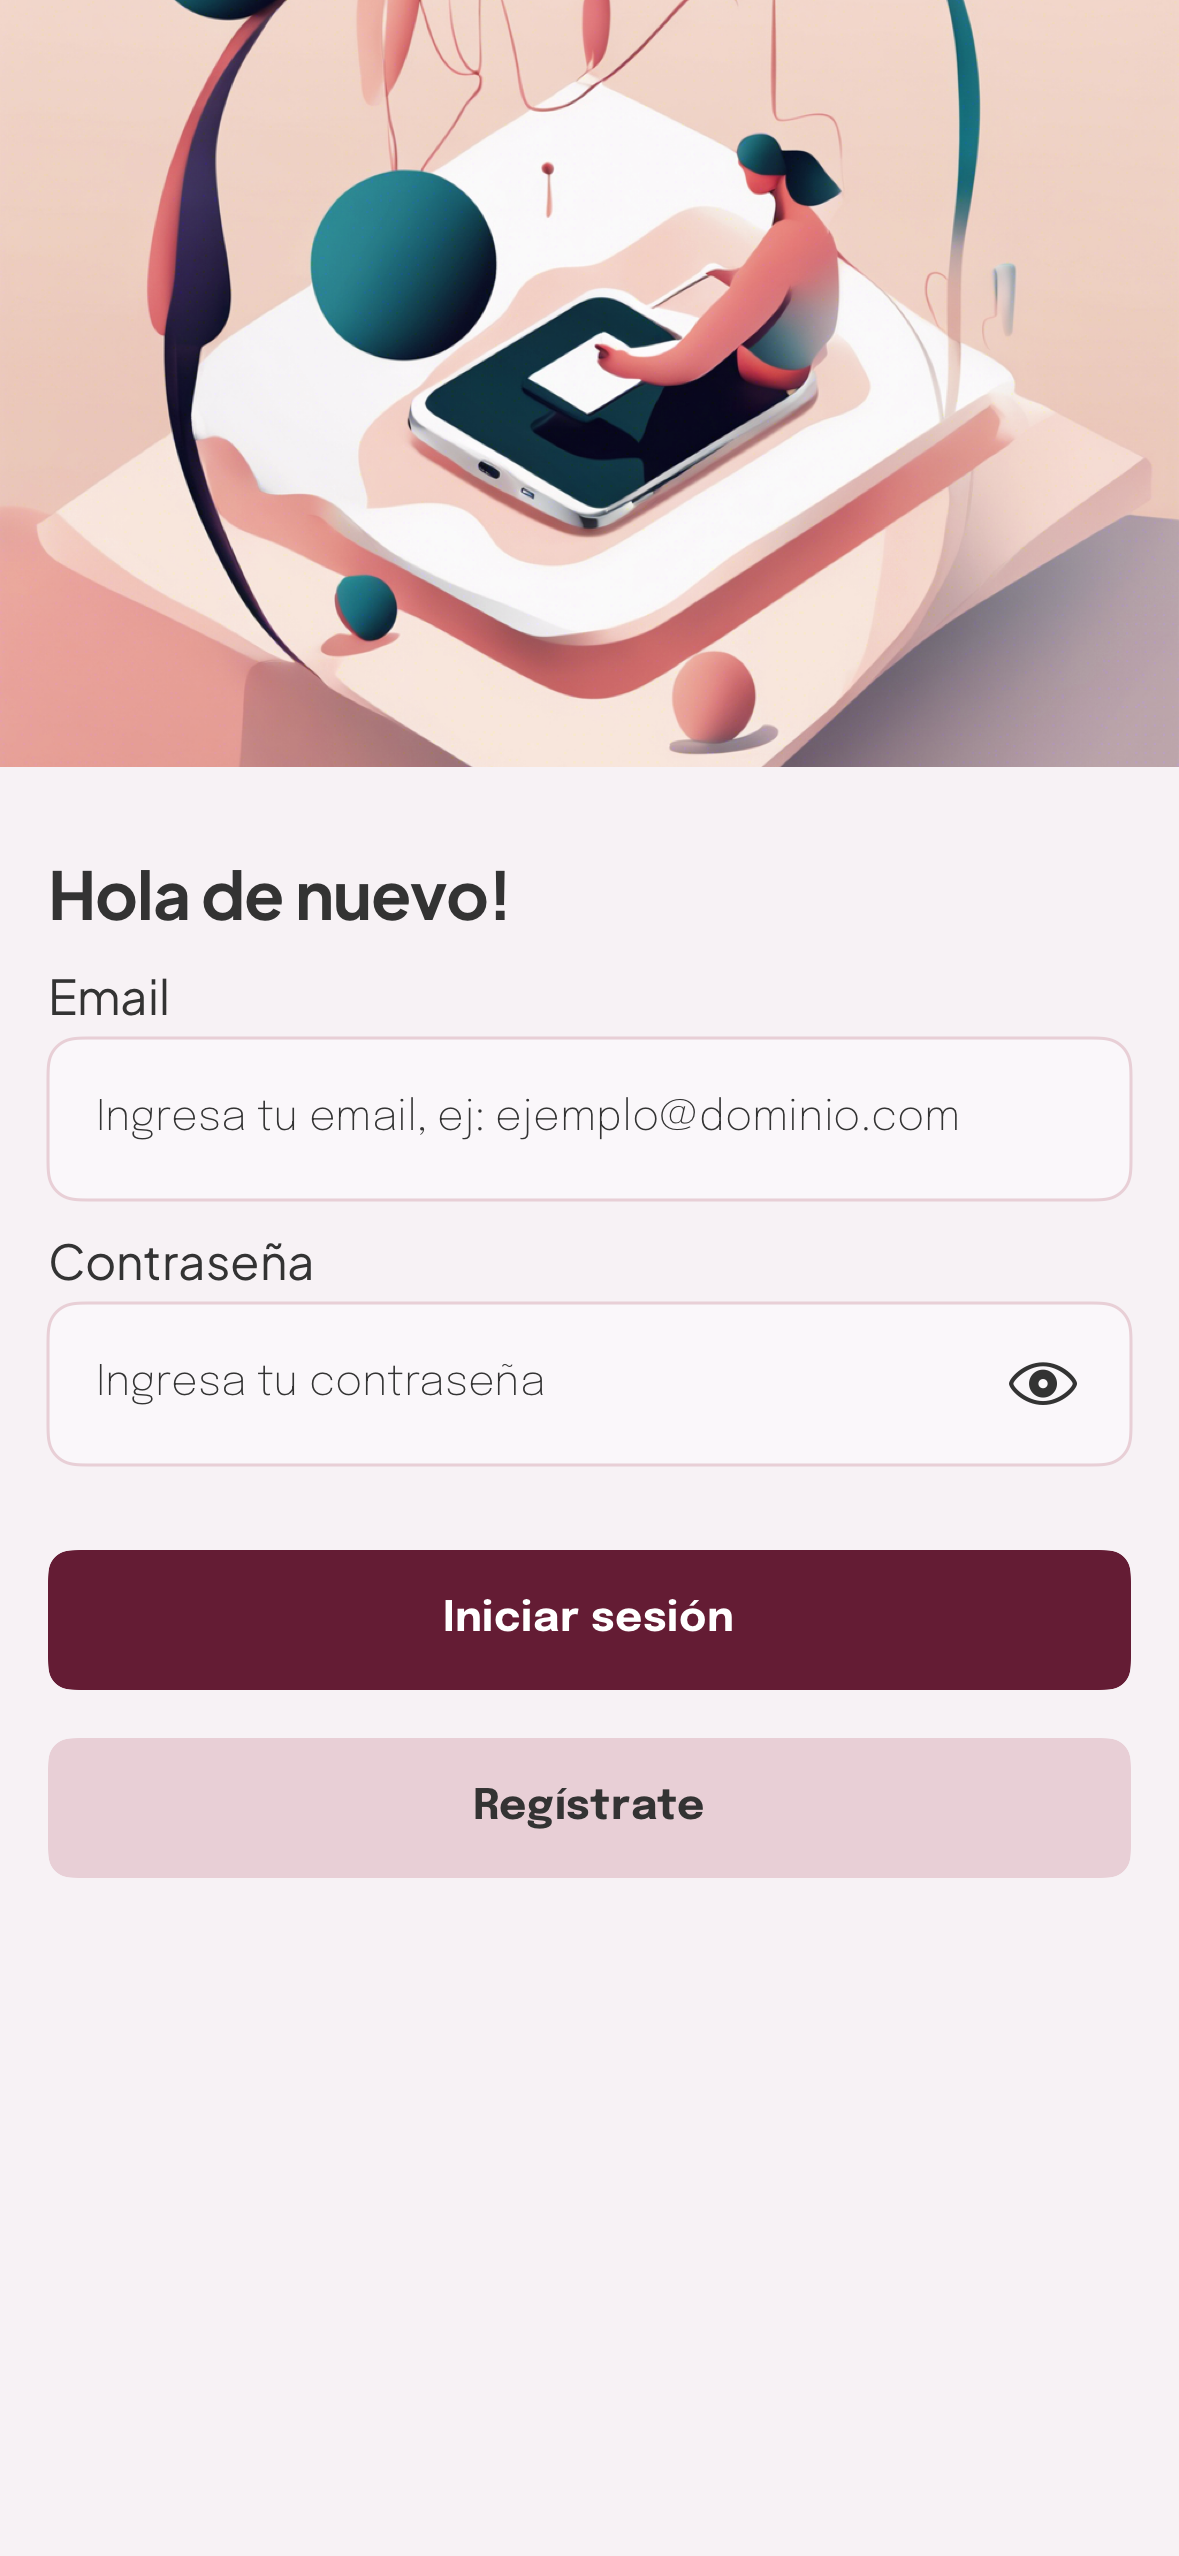 Hola de nuevo!
Email
Ingresa tu email, ej: ejemplo@dominio.com
Contraseña
Ingresa tu contraseña
Iniciar sesión
Regístrate